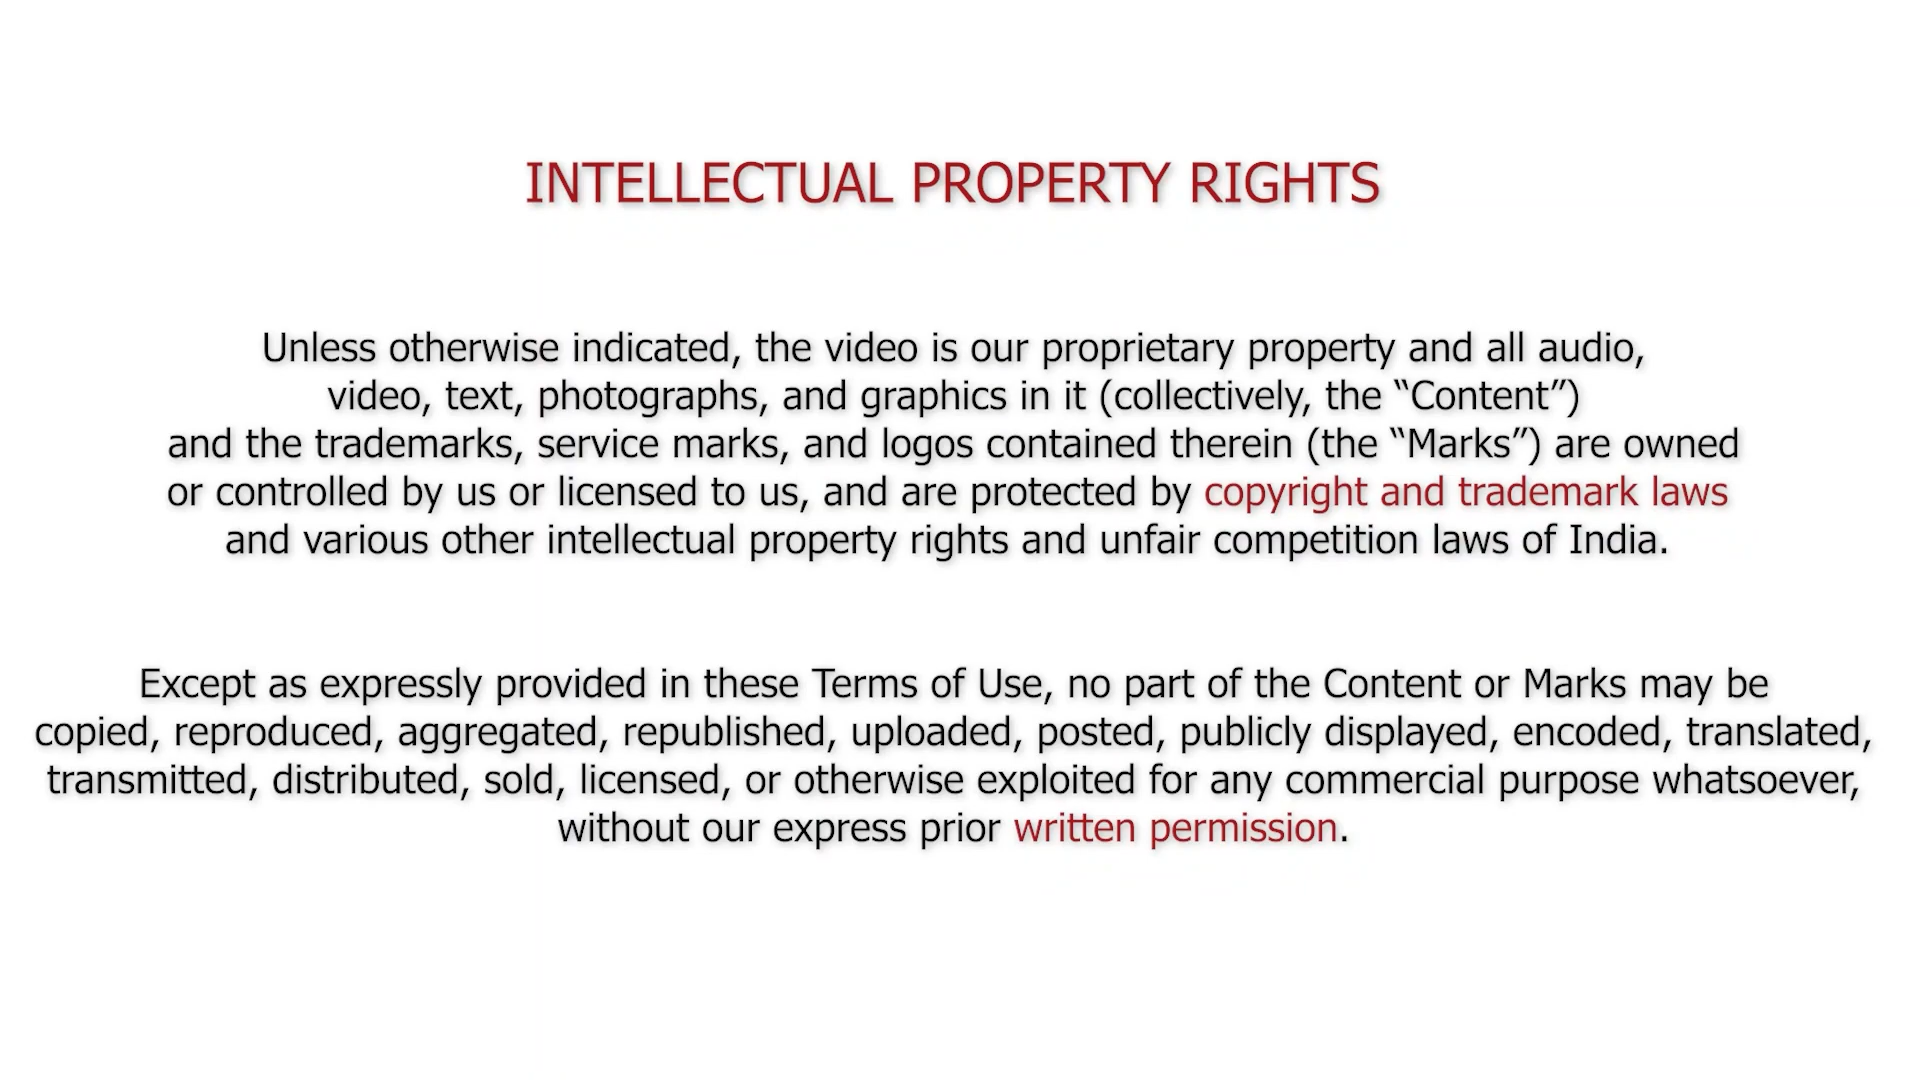 INTELLECTUAL PROPERTY RIGHTS
Unless otherwise indicated, the video is our proprietary property and all audio,
video, text, photographs, and graphics in it (collectively, the “Content”)
and the trademarks, service marks, and logos contained therein (the “Marks”) are owned
or controlled by us or licensed to us, and are protected by copyright and trademark laws
and various other intellectual property rights and unfair competition laws of India.
Except as expressly provided in these Terms of Use, no part of the Content or Marks may be
copied, reproduced, aggregated, republished, uploaded, posted, publicly displayed, encoded, translated,
transmitted, distributed, sold, licensed, or otherwise exploited for any commercial purpose whatsoever,
without our express prior written permission.